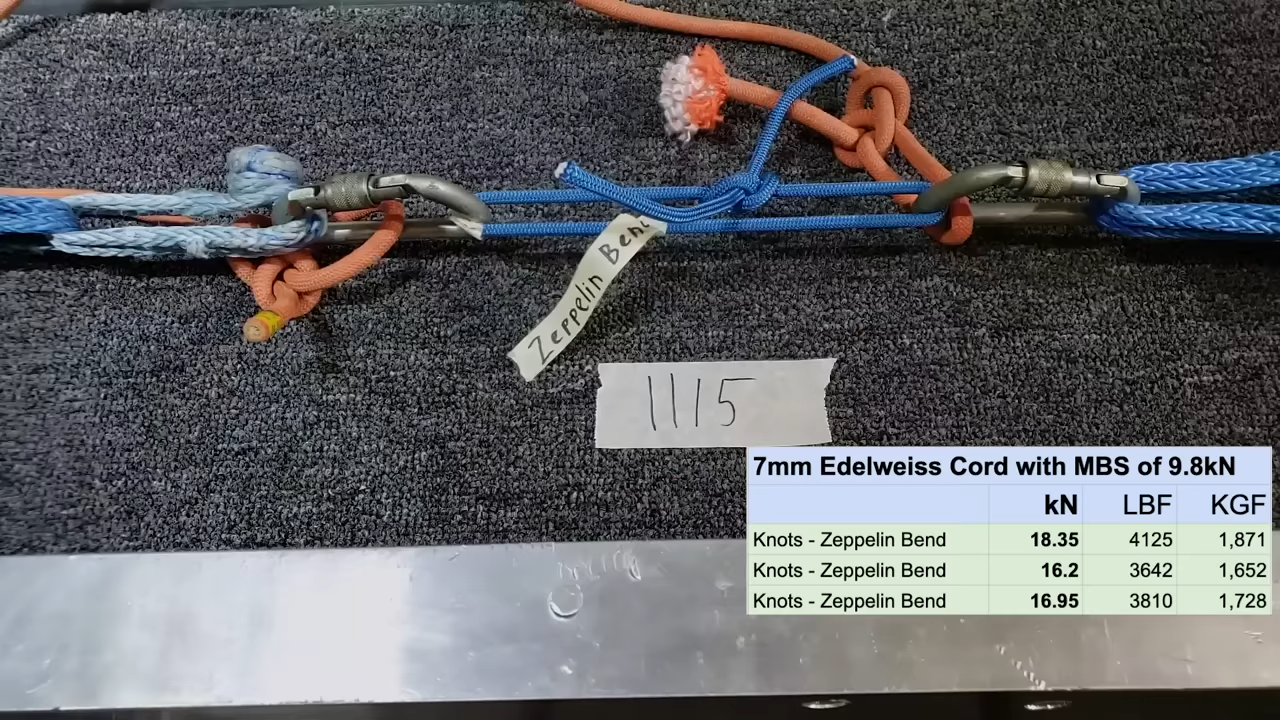 Zeppelin Bend
1115
7mm Edelweiss Cord with MBS of 9.8kN
kN LBF KGF
Knots - Zeppelin Bend 18.35 4125 1,871
Knots - Zeppelin Bend 16.2 3642 1,652
Knots - Zeppelin Bend 16.95 3810 1,728